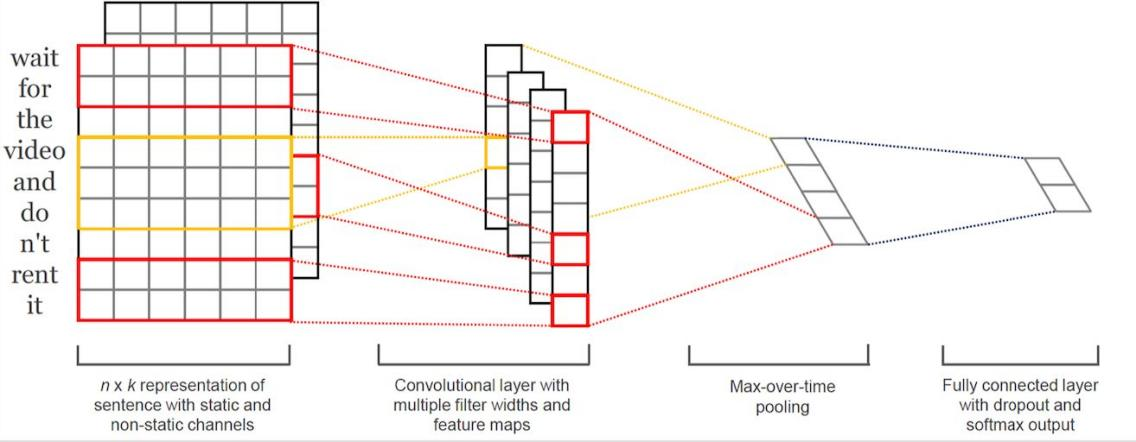 wait
for
the
video
and
do
n't
rent
it
n x k representation of
sentence with static and
non-static channels
Convolutional layer with
multiple filter widths and
feature maps
Max-over-time
pooling
Fully connected layer
with dropout and
softmax output